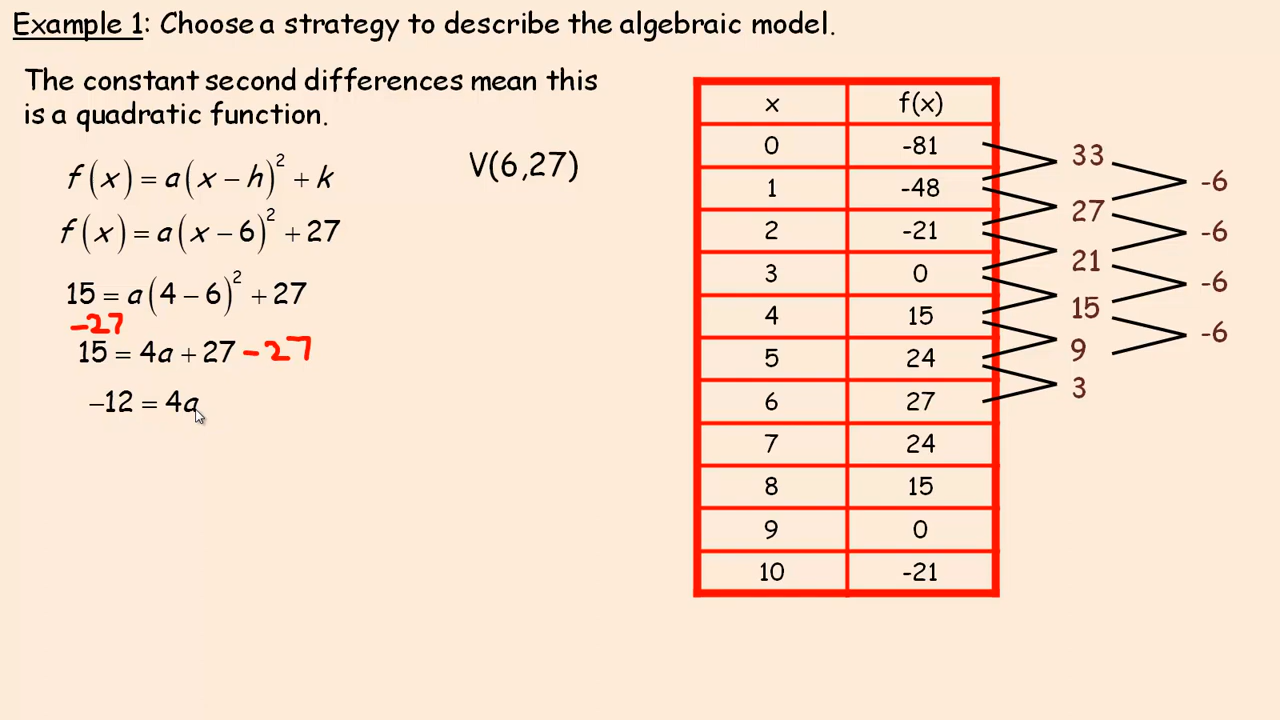 Example 1: Choose a strategy to describe the algebraic model.
The constant second differences mean this
is a quadratic function.
f(x) = a(x − h)² + k
V(6,27)
f(x) = a(x − 6)² + 27
15 = a(4 − 6)² + 27
−27
15 = 4a + 27 −27
−12 = 4a
x f(x)
0 -81
1 -48
2 -21
3 0
4 15
5 24
6 27
7 24
8 15
9 0
10 -21
33
27
21
15
9
3
-6
-6
-6
-6